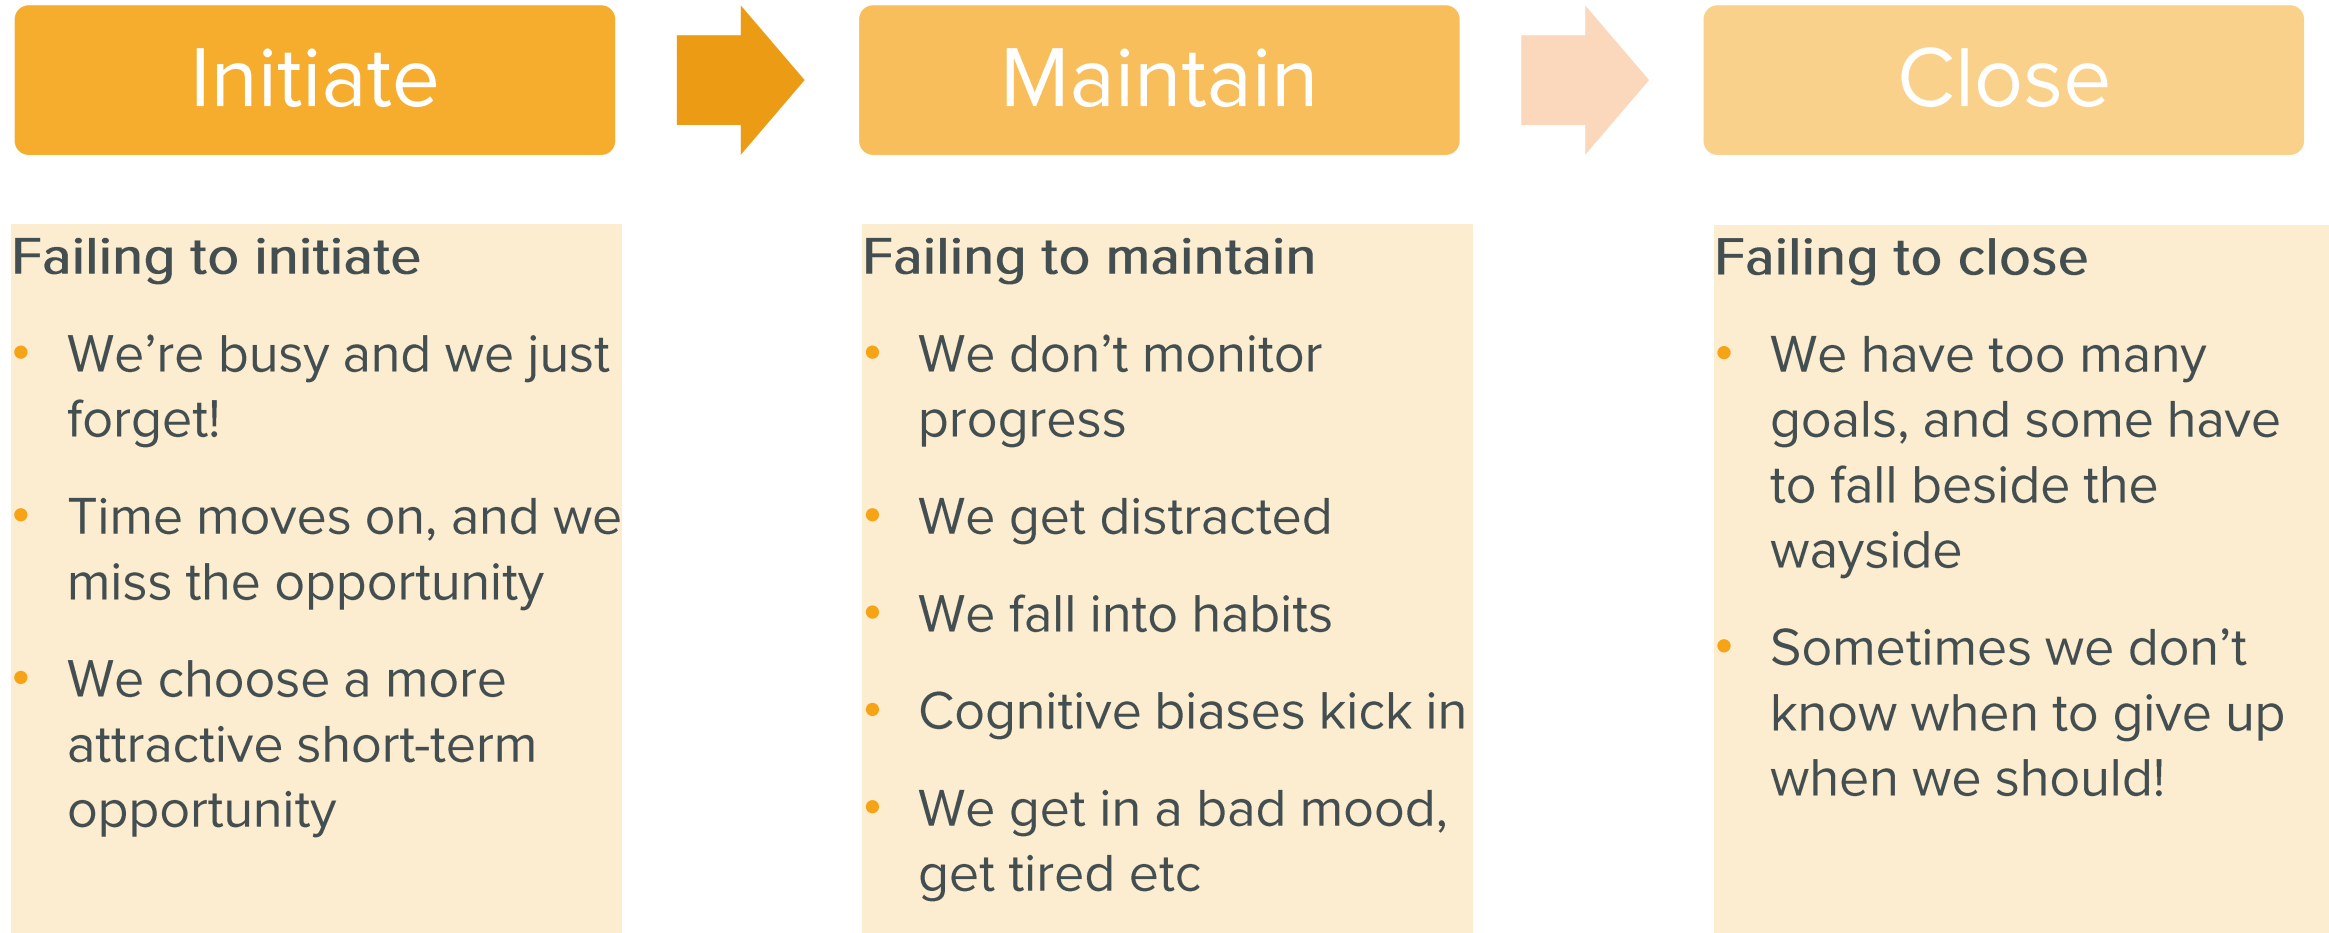 Initiate
Maintain
Close
Failing to initiate
• We’re busy and we just
forget!
• Time moves on, and we
miss the opportunity
• We choose a more
attractive short-term
opportunity
Failing to maintain
• We don’t monitor
progress
• We get distracted
• We fall into habits
• Cognitive biases kick in
• We get in a bad mood,
get tired etc
Failing to close
• We have too many
goals, and some have
to fall beside the
wayside
• Sometimes we don’t
know when to give up
when we should!